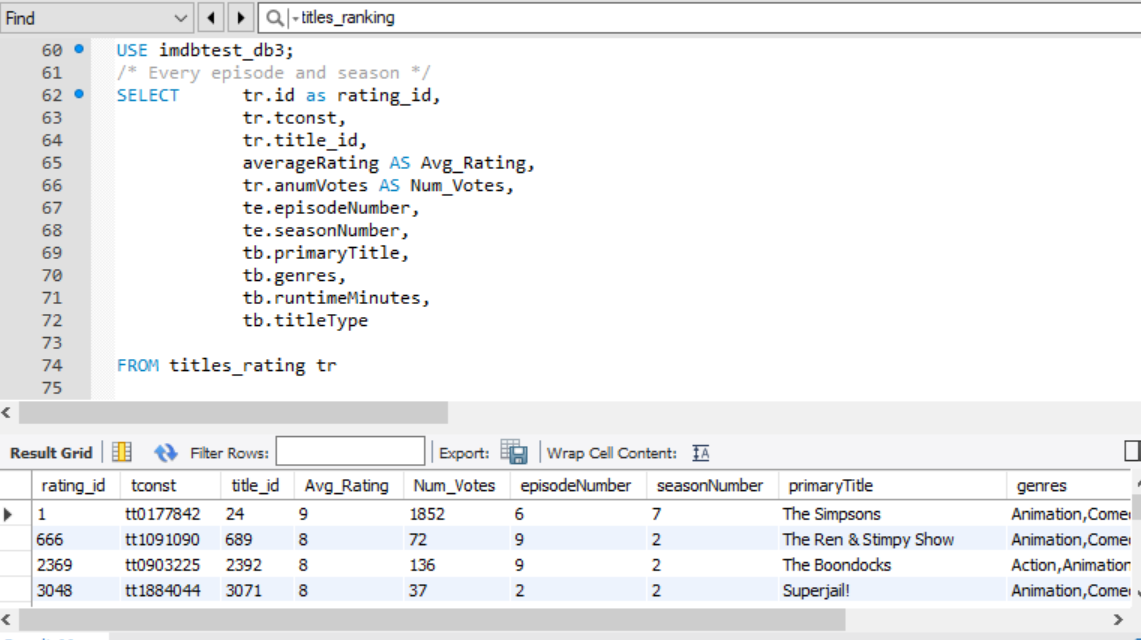 Find titles_ranking
60 USE imdbtest_db3;
61 /* Every episode and season */
62 SELECT tr.id as rating_id,
63 tr.tconst,
64 tr.title_id,
65 averageRating AS Avg_Rating,
66 tr.anumVotes AS Num_Votes,
67 te.episodeNumber,
68 te.seasonNumber,
69 tb.primaryTitle,
70 tb.genres,
71 tb.runtimeMinutes,
72 tb.titleType
73
74 FROM titles_rating tr
75
Result Grid Filter Rows: Export: Wrap Cell Content: IA
rating_id tconst title_id Avg_Rating Num_Votes episodeNumber seasonNumber primaryTitle genres
1 tt0177842 24 9 1852 6 7 The Simpsons Animation,Come
666 tt1091090 689 8 72 9 2 The Ren & Stimpy Show Animation,Come
2369 tt0903225 2392 8 136 9 2 The Boondocks Action,Animation
3048 tt1884044 3071 8 37 2 2 Superjail! Animation,Come